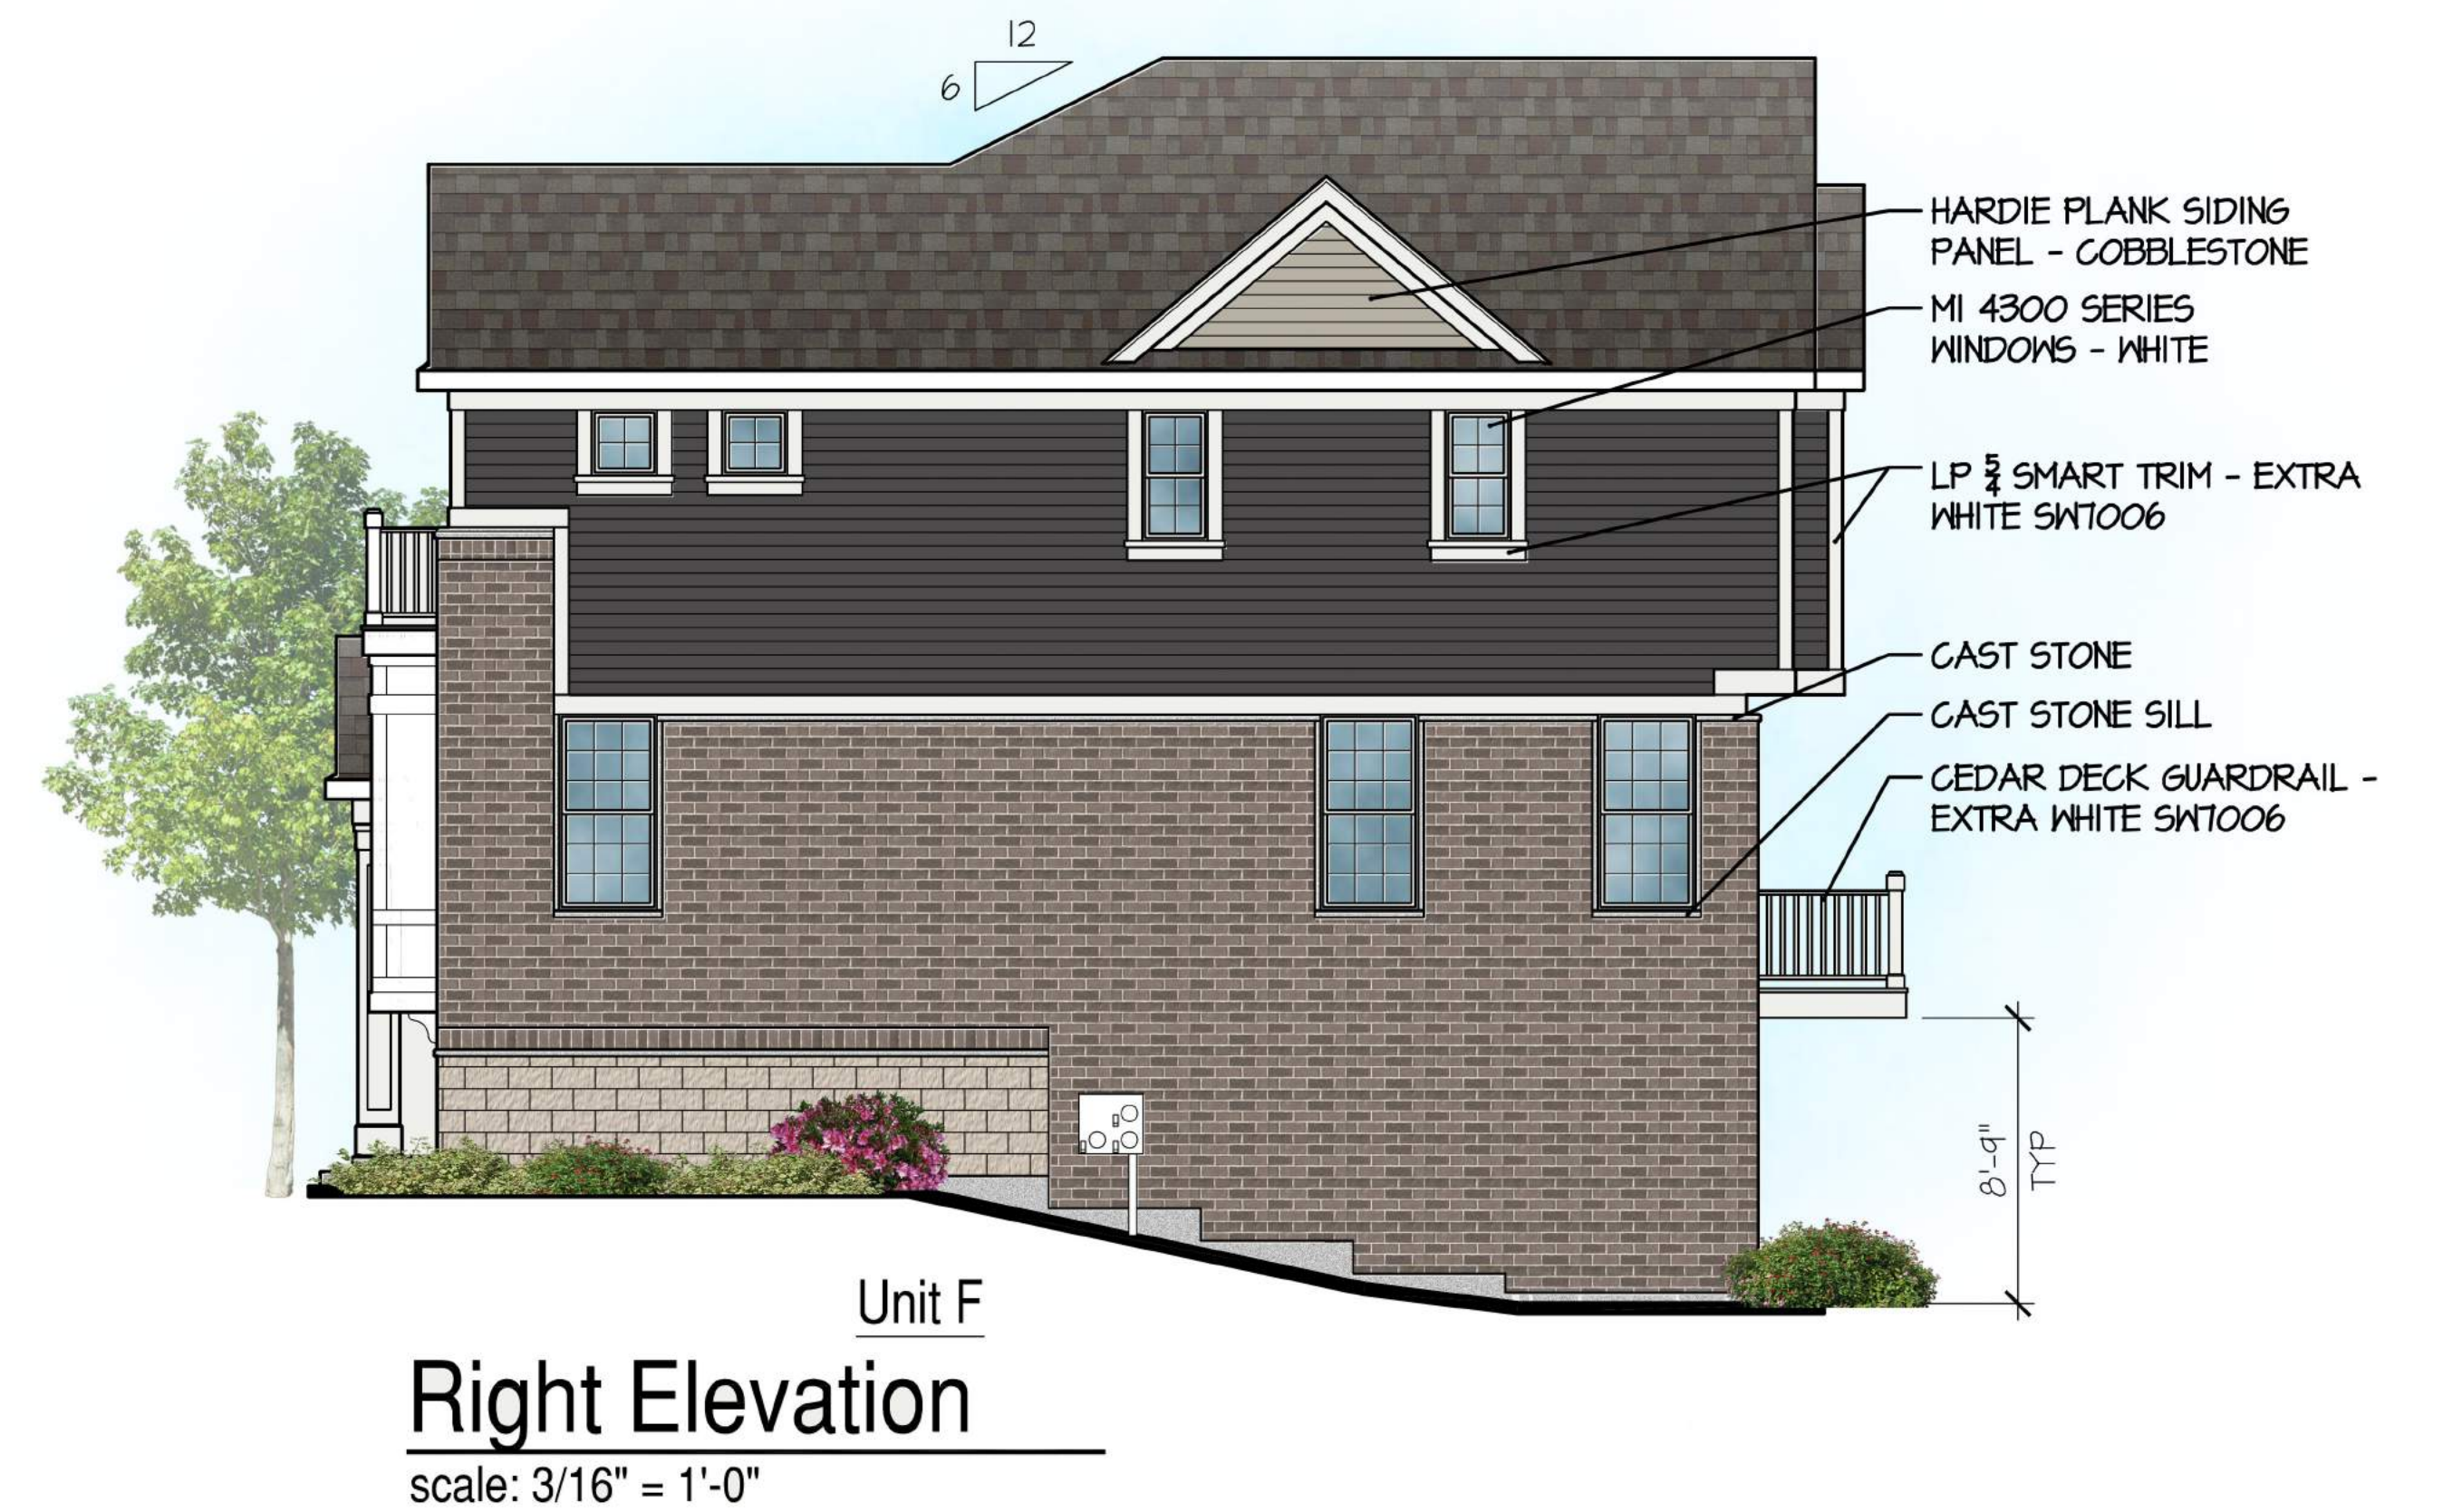 12
6
HARDIE PLANK SIDING
PANEL - COBBLESTONE
MI 4300 SERIES
WINDOWS - WHITE
LP 5/4 SMART TRIM - EXTRA
WHITE SW7006
CAST STONE
CAST STONE SILL
CEDAR DECK GUARDRAIL -
EXTRA WHITE SW7006
8'-9"
TYP
Unit F
Right Elevation
scale: 3/16" = 1'-0"